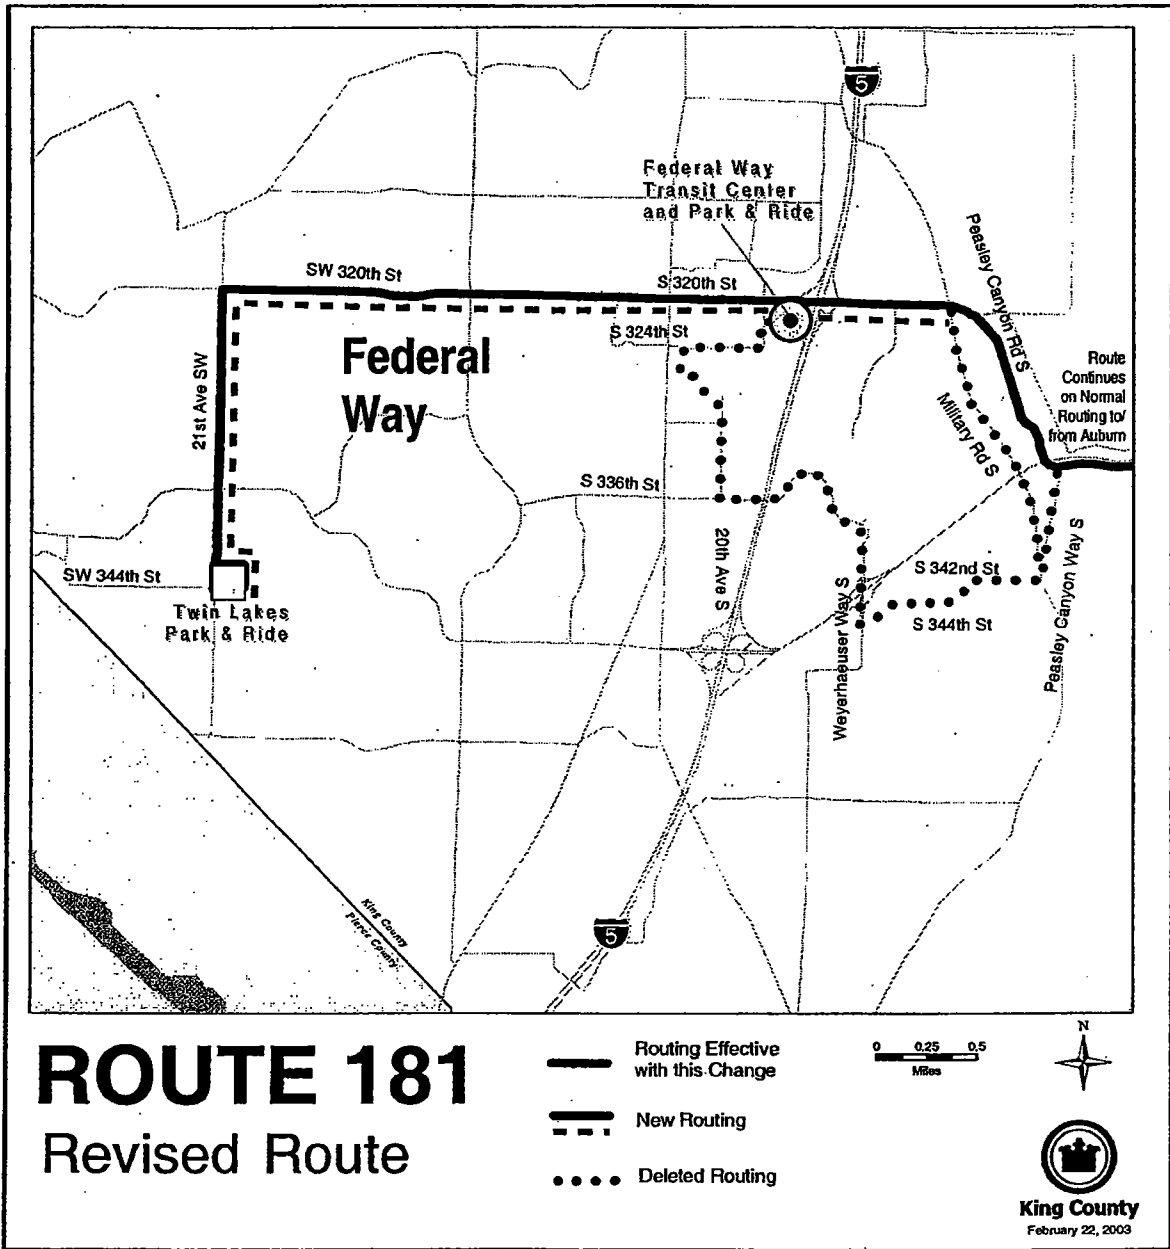 5
Federal Way
Transit Center
and Park & Ride
Peasley Canyon Rd S
SW 320th St
S 320th St
S 324th St
Federal
Way
21st Ave SW
Route
Continues
on Normal
Routing to/
from Auburn
Military Rd S
S 336th St
20th Ave S
SW 344th St
Twin Lakes
Park & Ride
S 342nd St
S 344th St
Weyerhaeuser Way S
Peasley Canyon Way S
King County
Pierce County
5
ROUTE 181
Revised Route
Routing Effective
with this Change
New Routing
Deleted Routing
0 0.25 0.5
Miles
N
King County
February 22, 2003